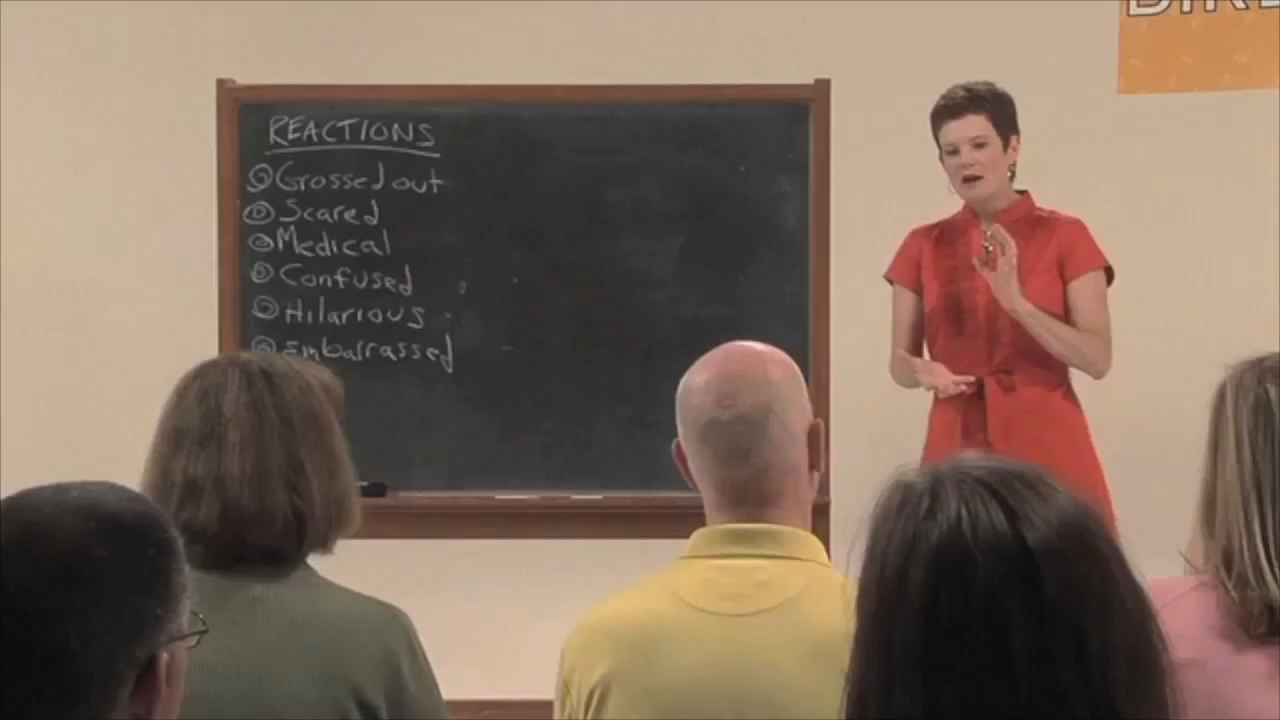 REACTIONS
Grossed out
Scared
Medical
Confused
Hilarious
Embarrassed